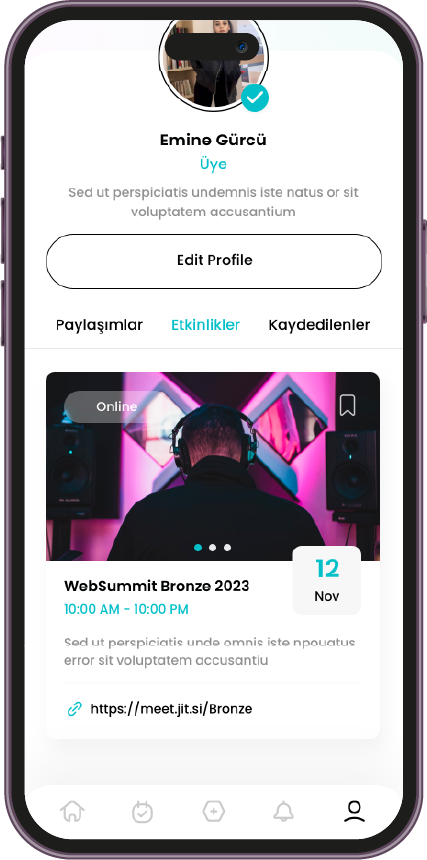 Emine Gürcü
Üye
Sed ut perspiciatis undemnis iste natus or sit
voluptatem accusantium
Edit Profile
Paylaşımlar Etkinlikler Kaydedilenler
Online
12
Nov
WebSummit Bronze 2023
10:00 AM - 10:00 PM
Sed ut perspiciatis unde omnis iste npouatus
error sit voluptatem accusantiu
https://meet.jit.si/Bronze